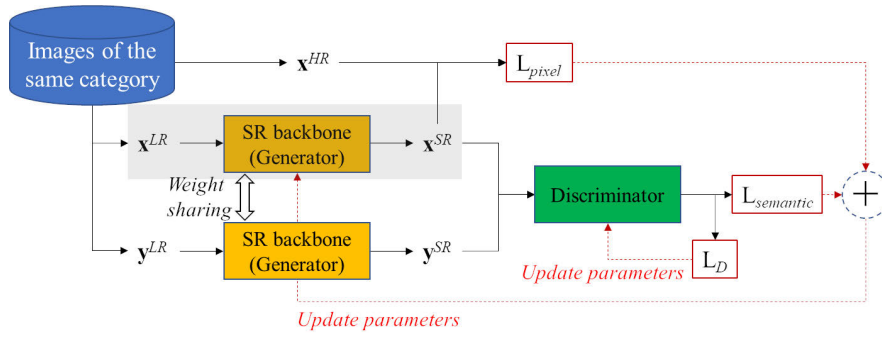 Images of the
same category
x^HR
L_pixel
x^LR
SR backbone
(Generator)
x^SR
Weight
sharing
Discriminator
L_semantic
+
y^LR
SR backbone
(Generator)
y^SR
Update parameters
L_D
Update parameters